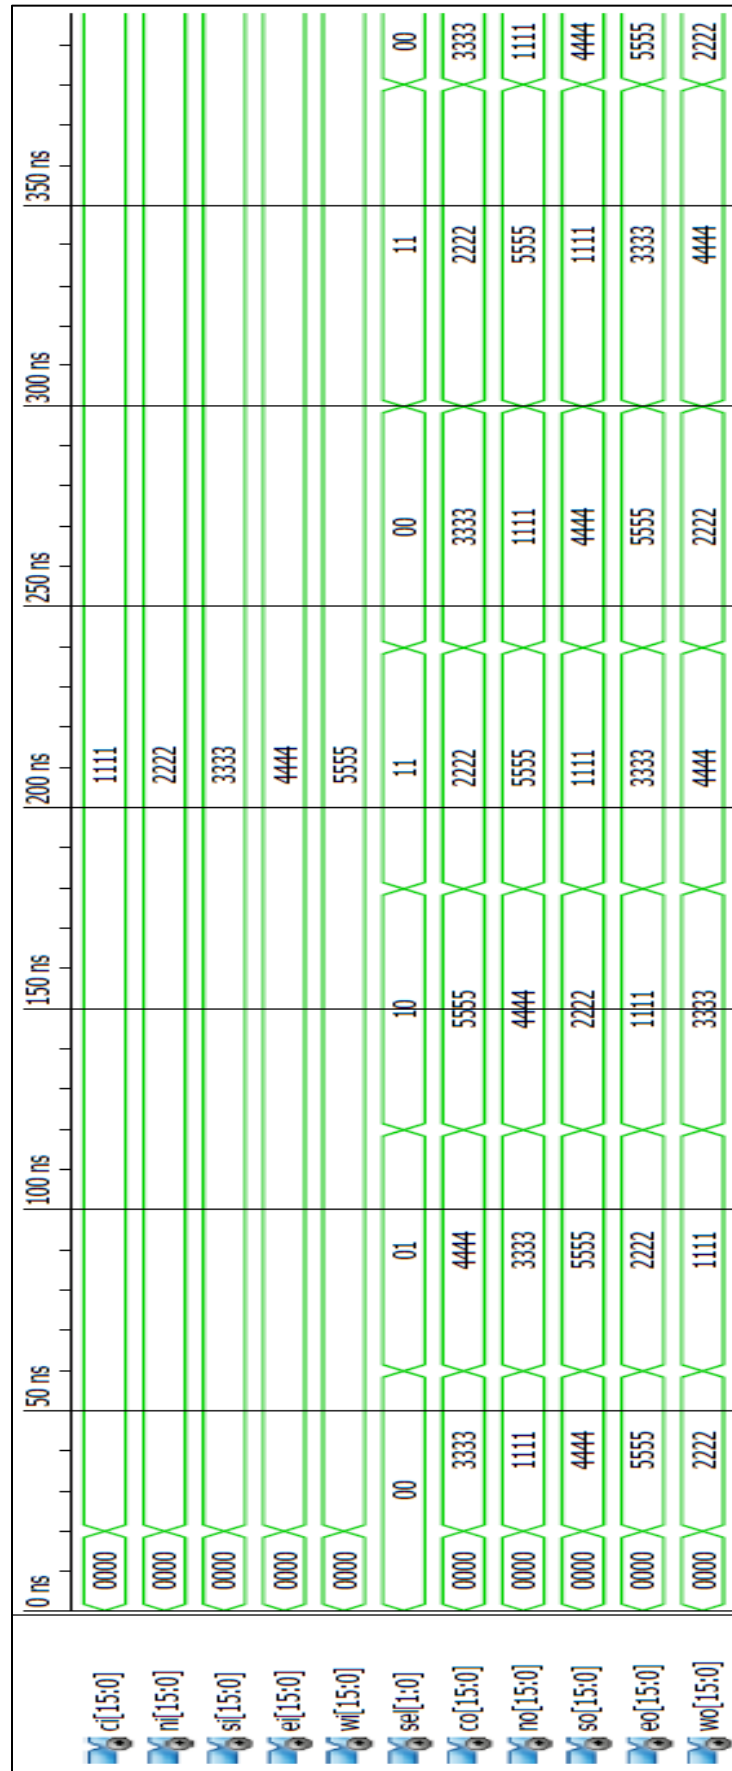 0 ns 50 ns 100 ns 150 ns 200 ns 250 ns 300 ns 350 ns
ci[15:0] 0000 1111
ni[15:0] 0000 2222
si[15:0] 0000 3333
ei[15:0] 0000 4444
wi[15:0] 0000 5555
sel[1:0] 00 01 10 11 00 11 00
co[15:0] 0000 3333 4444 5555 2222 3333 2222 3333
no[15:0] 0000 1111 3333 4444 5555 1111 5555 1111
so[15:0] 0000 4444 5555 2222 1111 4444 1111 4444
eo[15:0] 0000 5555 2222 1111 3333 5555 3333 5555
wo[15:0] 0000 2222 1111 3333 4444 2222 4444 2222